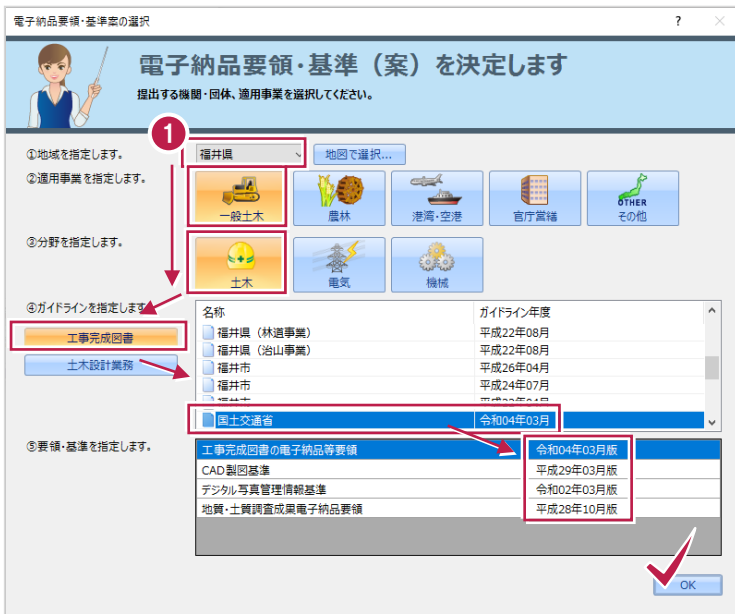 電子納品要領・基準案の選択
?
電子納品要領・基準（案）を決定します
提出する機関・団体、適用事業を選択してください。
1
①地域を指定します。
福井県
地図で選択...
②適用事業を指定します。
一般土木
農林
港湾・空港
官庁営繕
OTHER
その他
③分野を指定します。
土木
電気
機械
④ガイドラインを指定します
工事完成図書
土木設計業務
名称 ガイドライン年度
福井県（林道事業） 平成22年08月
福井県（治山事業） 平成22年08月
福井市 平成26年04月
福井市 平成24年07月
国土交通省 令和04年03月
⑤要領・基準を指定します。
工事完成図書の電子納品等要領 令和04年03月版
CAD製図基準 平成29年03月版
デジタル写真管理情報基準 令和02年03月版
地質・土質調査成果電子納品要領 平成28年10月版
OK